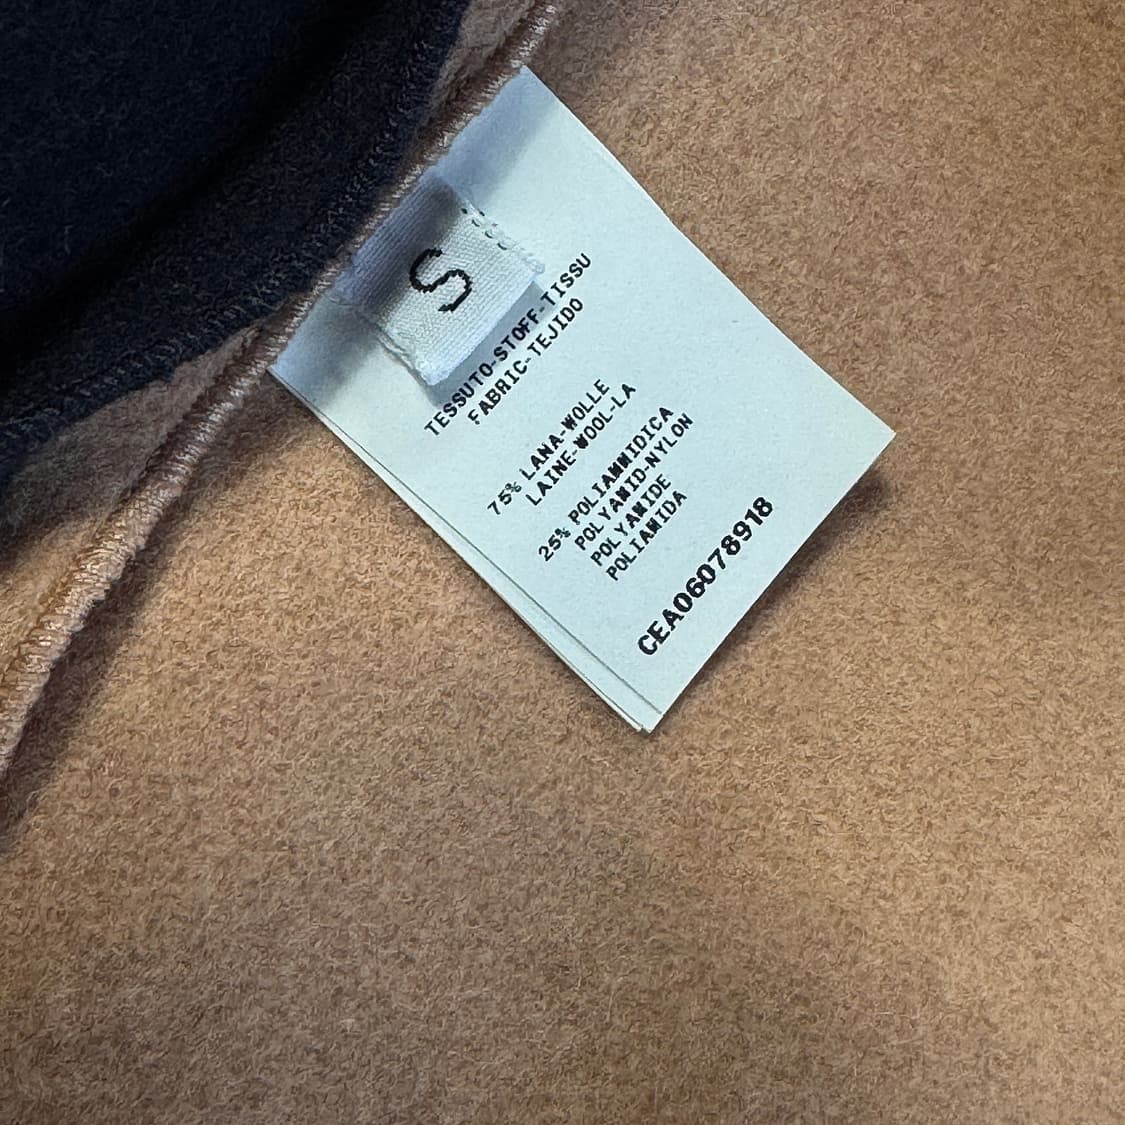 S
TESSUTO-STOFF-TISSU
FABRIC-TEJIDO
75% LANA-WOLLE
LAINE-WOOL-LA
25% POLIAMMIDICA
POLYAMID-NYLON
POLYAMIDE
POLIAMIDA
CEA06078918